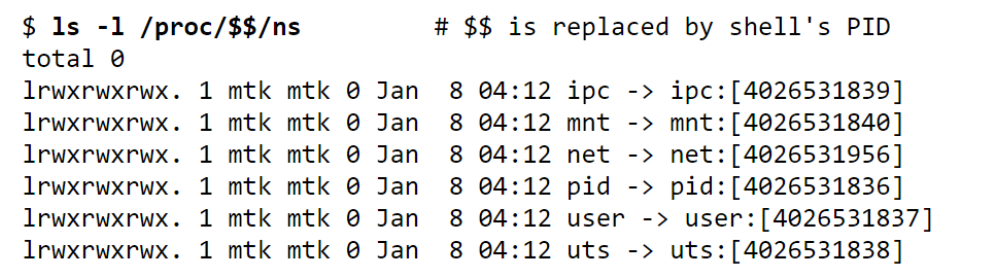 $ ls -l /proc/$$/ns # $$ is replaced by shell's PID
total 0
lrwxrwxrwx. 1 mtk mtk 0 Jan 8 04:12 ipc -> ipc:[4026531839]
lrwxrwxrwx. 1 mtk mtk 0 Jan 8 04:12 mnt -> mnt:[4026531840]
lrwxrwxrwx. 1 mtk mtk 0 Jan 8 04:12 net -> net:[4026531956]
lrwxrwxrwx. 1 mtk mtk 0 Jan 8 04:12 pid -> pid:[4026531836]
lrwxrwxrwx. 1 mtk mtk 0 Jan 8 04:12 user -> user:[4026531837]
lrwxrwxrwx. 1 mtk mtk 0 Jan 8 04:12 uts -> uts:[4026531838]